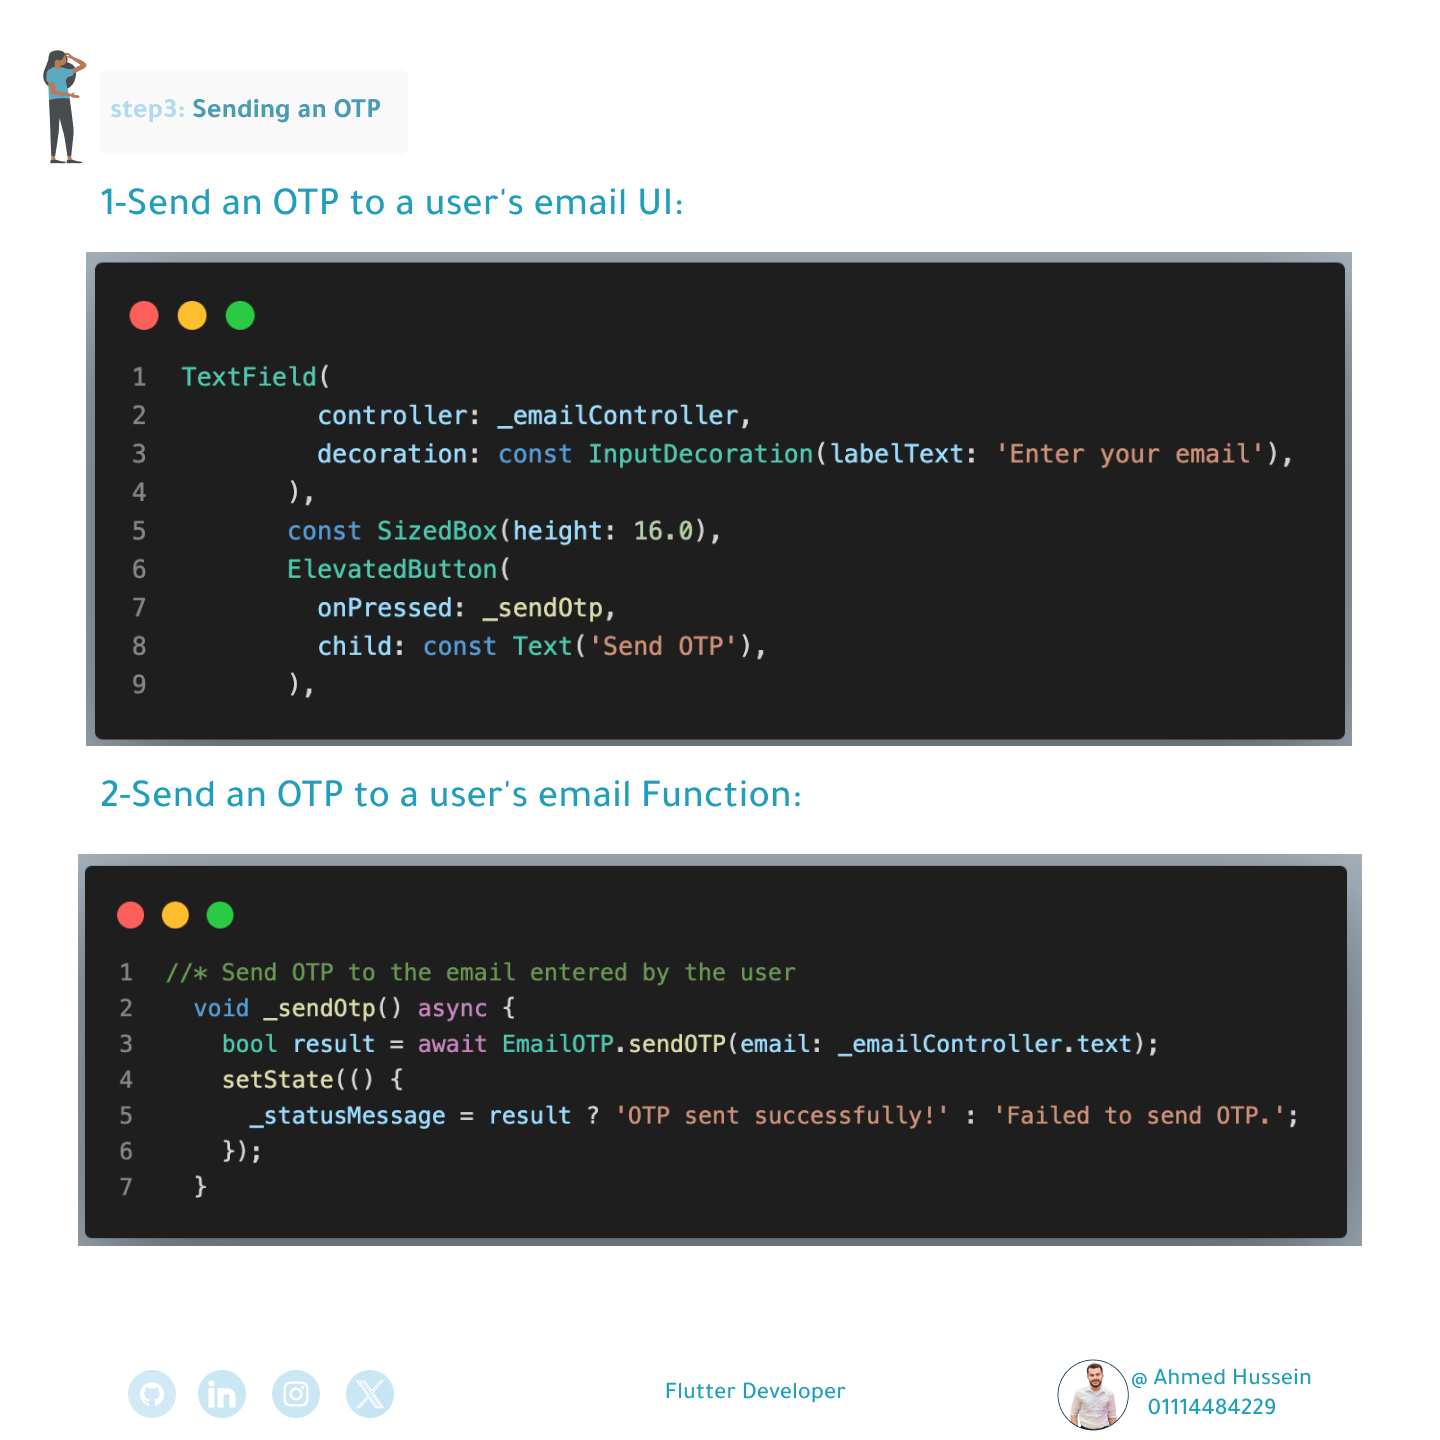 step3: Sending an OTP
1-Send an OTP to a user's email UI:
1 TextField(
2 controller: _emailController,
3 decoration: const InputDecoration(labelText: 'Enter your email'),
4 ),
5 const SizedBox(height: 16.0),
6 ElevatedButton(
7 onPressed: _sendOtp,
8 child: const Text('Send OTP'),
9 ),
2-Send an OTP to a user's email Function:
1 //* Send OTP to the email entered by the user
2 void _sendOtp() async {
3 bool result = await EmailOTP.sendOTP(email: _emailController.text);
4 setState(() {
5 _statusMessage = result ? 'OTP sent successfully!' : 'Failed to send OTP.';
6 });
7 }
in
Flutter Developer
@ Ahmed Hussein
01114484229